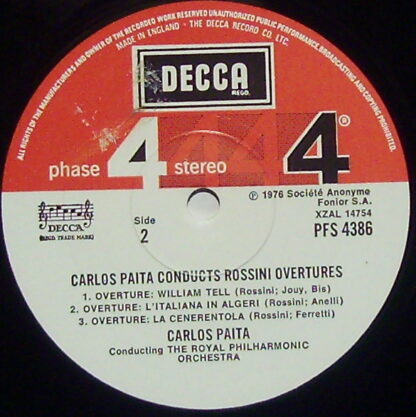 ALL RIGHTS OF THE MANUFACTURERS AND OWNER OF THE RECORDED WORK RESERVED UNAUTHORIZED PUBLIC PERFORMANCE, BROADCASTING AND COPYING PROHIBITED.
MADE IN ENGLAND · THE DECCA RECORD CO. LTD.
DECCA
REGD.
phase 4 stereo 4®
℗ 1976 Société Anonyme
Fonior S.A.
XZAL 14754
PFS 4386
DECCA
(REGD. TRADE MARK)
Side
2
CARLOS PAITA CONDUCTS ROSSINI OVERTURES
1. OVERTURE: WILLIAM TELL (Rossini; Jouy, Bis)
2. OVERTURE: L'ITALIANA IN ALGERI (Rossini; Anelli)
3. OVERTURE: LA CENERENTOLA (Rossini; Ferretti)
CARLOS PAITA
Conducting THE ROYAL PHILHARMONIC
ORCHESTRA